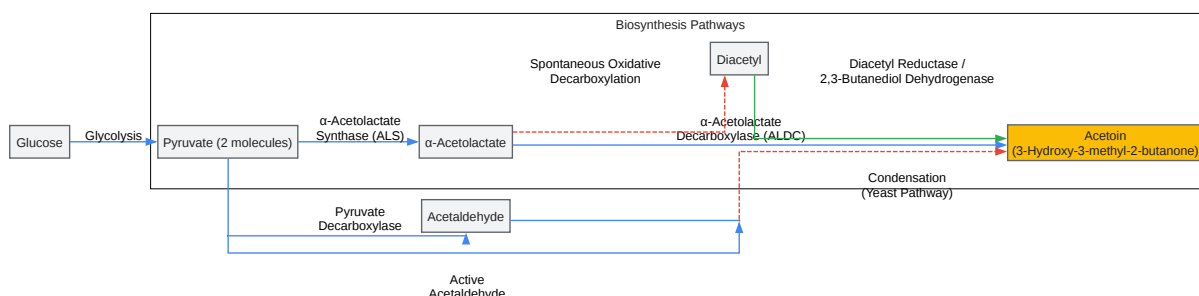 Biosynthesis Pathways
Spontaneous Oxidative
Decarboxylation
Diacetyl
Diacetyl Reductase /
2,3-Butanediol Dehydrogenase
Glucose
Glycolysis
Pyruvate (2 molecules)
α-Acetolactate
Synthase (ALS)
α-Acetolactate
α-Acetolactate
Decarboxylase (ALDC)
Acetoin
(3-Hydroxy-3-methyl-2-butanone)
Condensation
(Yeast Pathway)
Pyruvate
Decarboxylase
Acetaldehyde
Active
Acetaldehyde